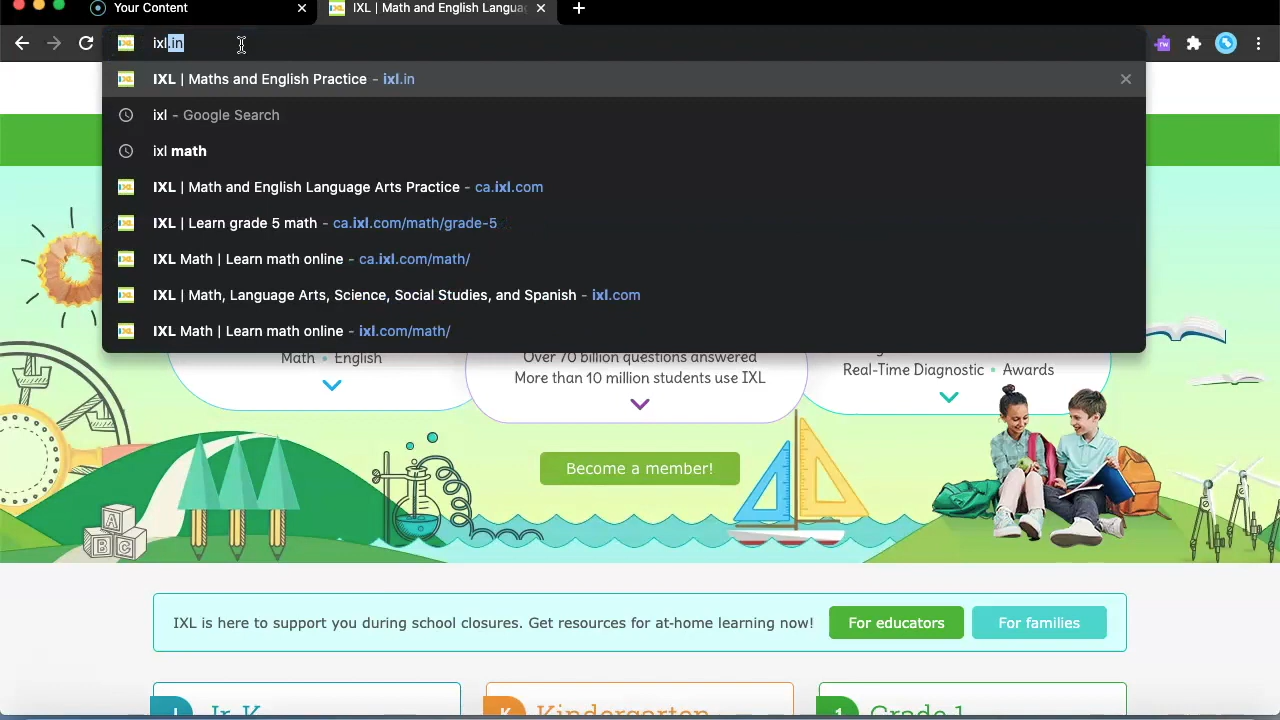 Your Content
IXL | Math and English Langua
ixl.in
IXL | Maths and English Practice - ixl.in
ixl - Google Search
ixl math
IXL | Math and English Language Arts Practice - ca.ixl.com
IXL | Learn grade 5 math - ca.ixl.com/math/grade-5
IXL Math | Learn math online - ca.ixl.com/math/
IXL | Math, Language Arts, Science, Social Studies, and Spanish - ixl.com
IXL Math | Learn math online - ixl.com/math/
Math • English
Over 70 billion questions answered
More than 10 million students use IXL
Real-Time Diagnostic • Awards
Become a member!
A
B C
IXL is here to support you during school closures. Get resources for at-home learning now!
For educators
For families
J Jr. K
K Kindergarten
1 Grade 1